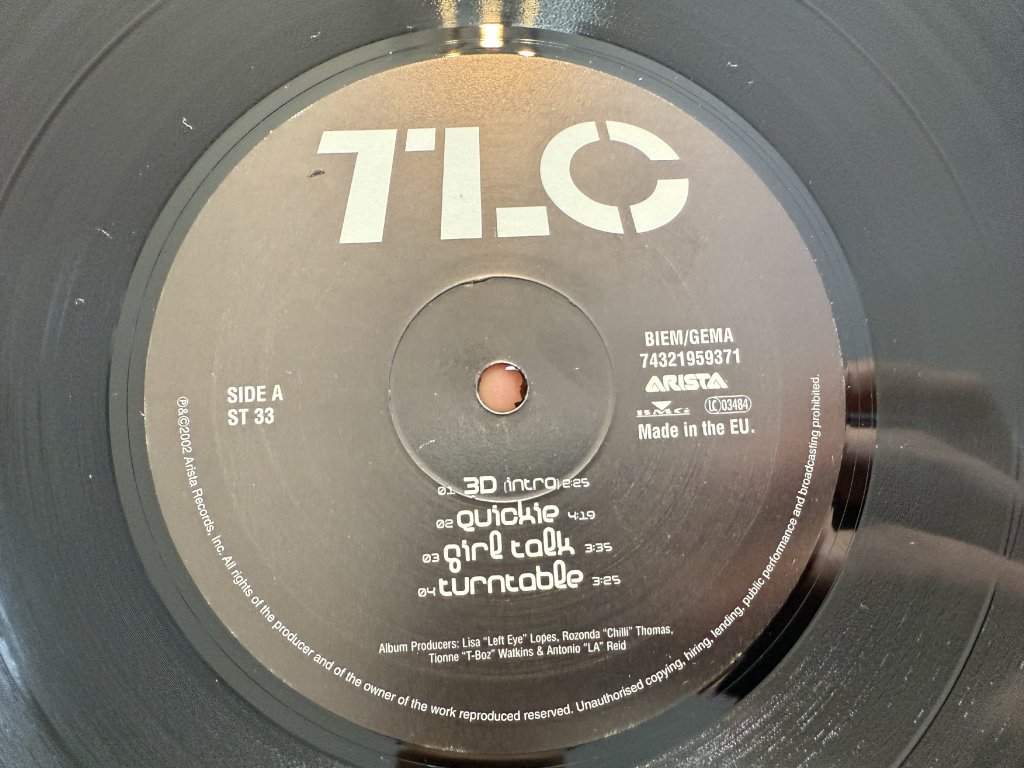 TLC
BIEM/GEMA
74321959371
ARISTA
BMG LC 03484
Made in the EU.
SIDE A
ST 33
01 3D (intro) 2:25
02 quickie 4:19
03 girl talk 3:35
04 turntable 3:25
Album Producers: Lisa "Left Eye" Lopes, Rozonda "Chilli" Thomas,
Tionne "T-Boz" Watkins & Antonio "LA" Reid
℗&©2002 Arista Records, Inc. All rights of the producer and of the owner of the work reproduced reserved. Unauthorised copying, hiring, lending, public performance and broadcasting prohibited.